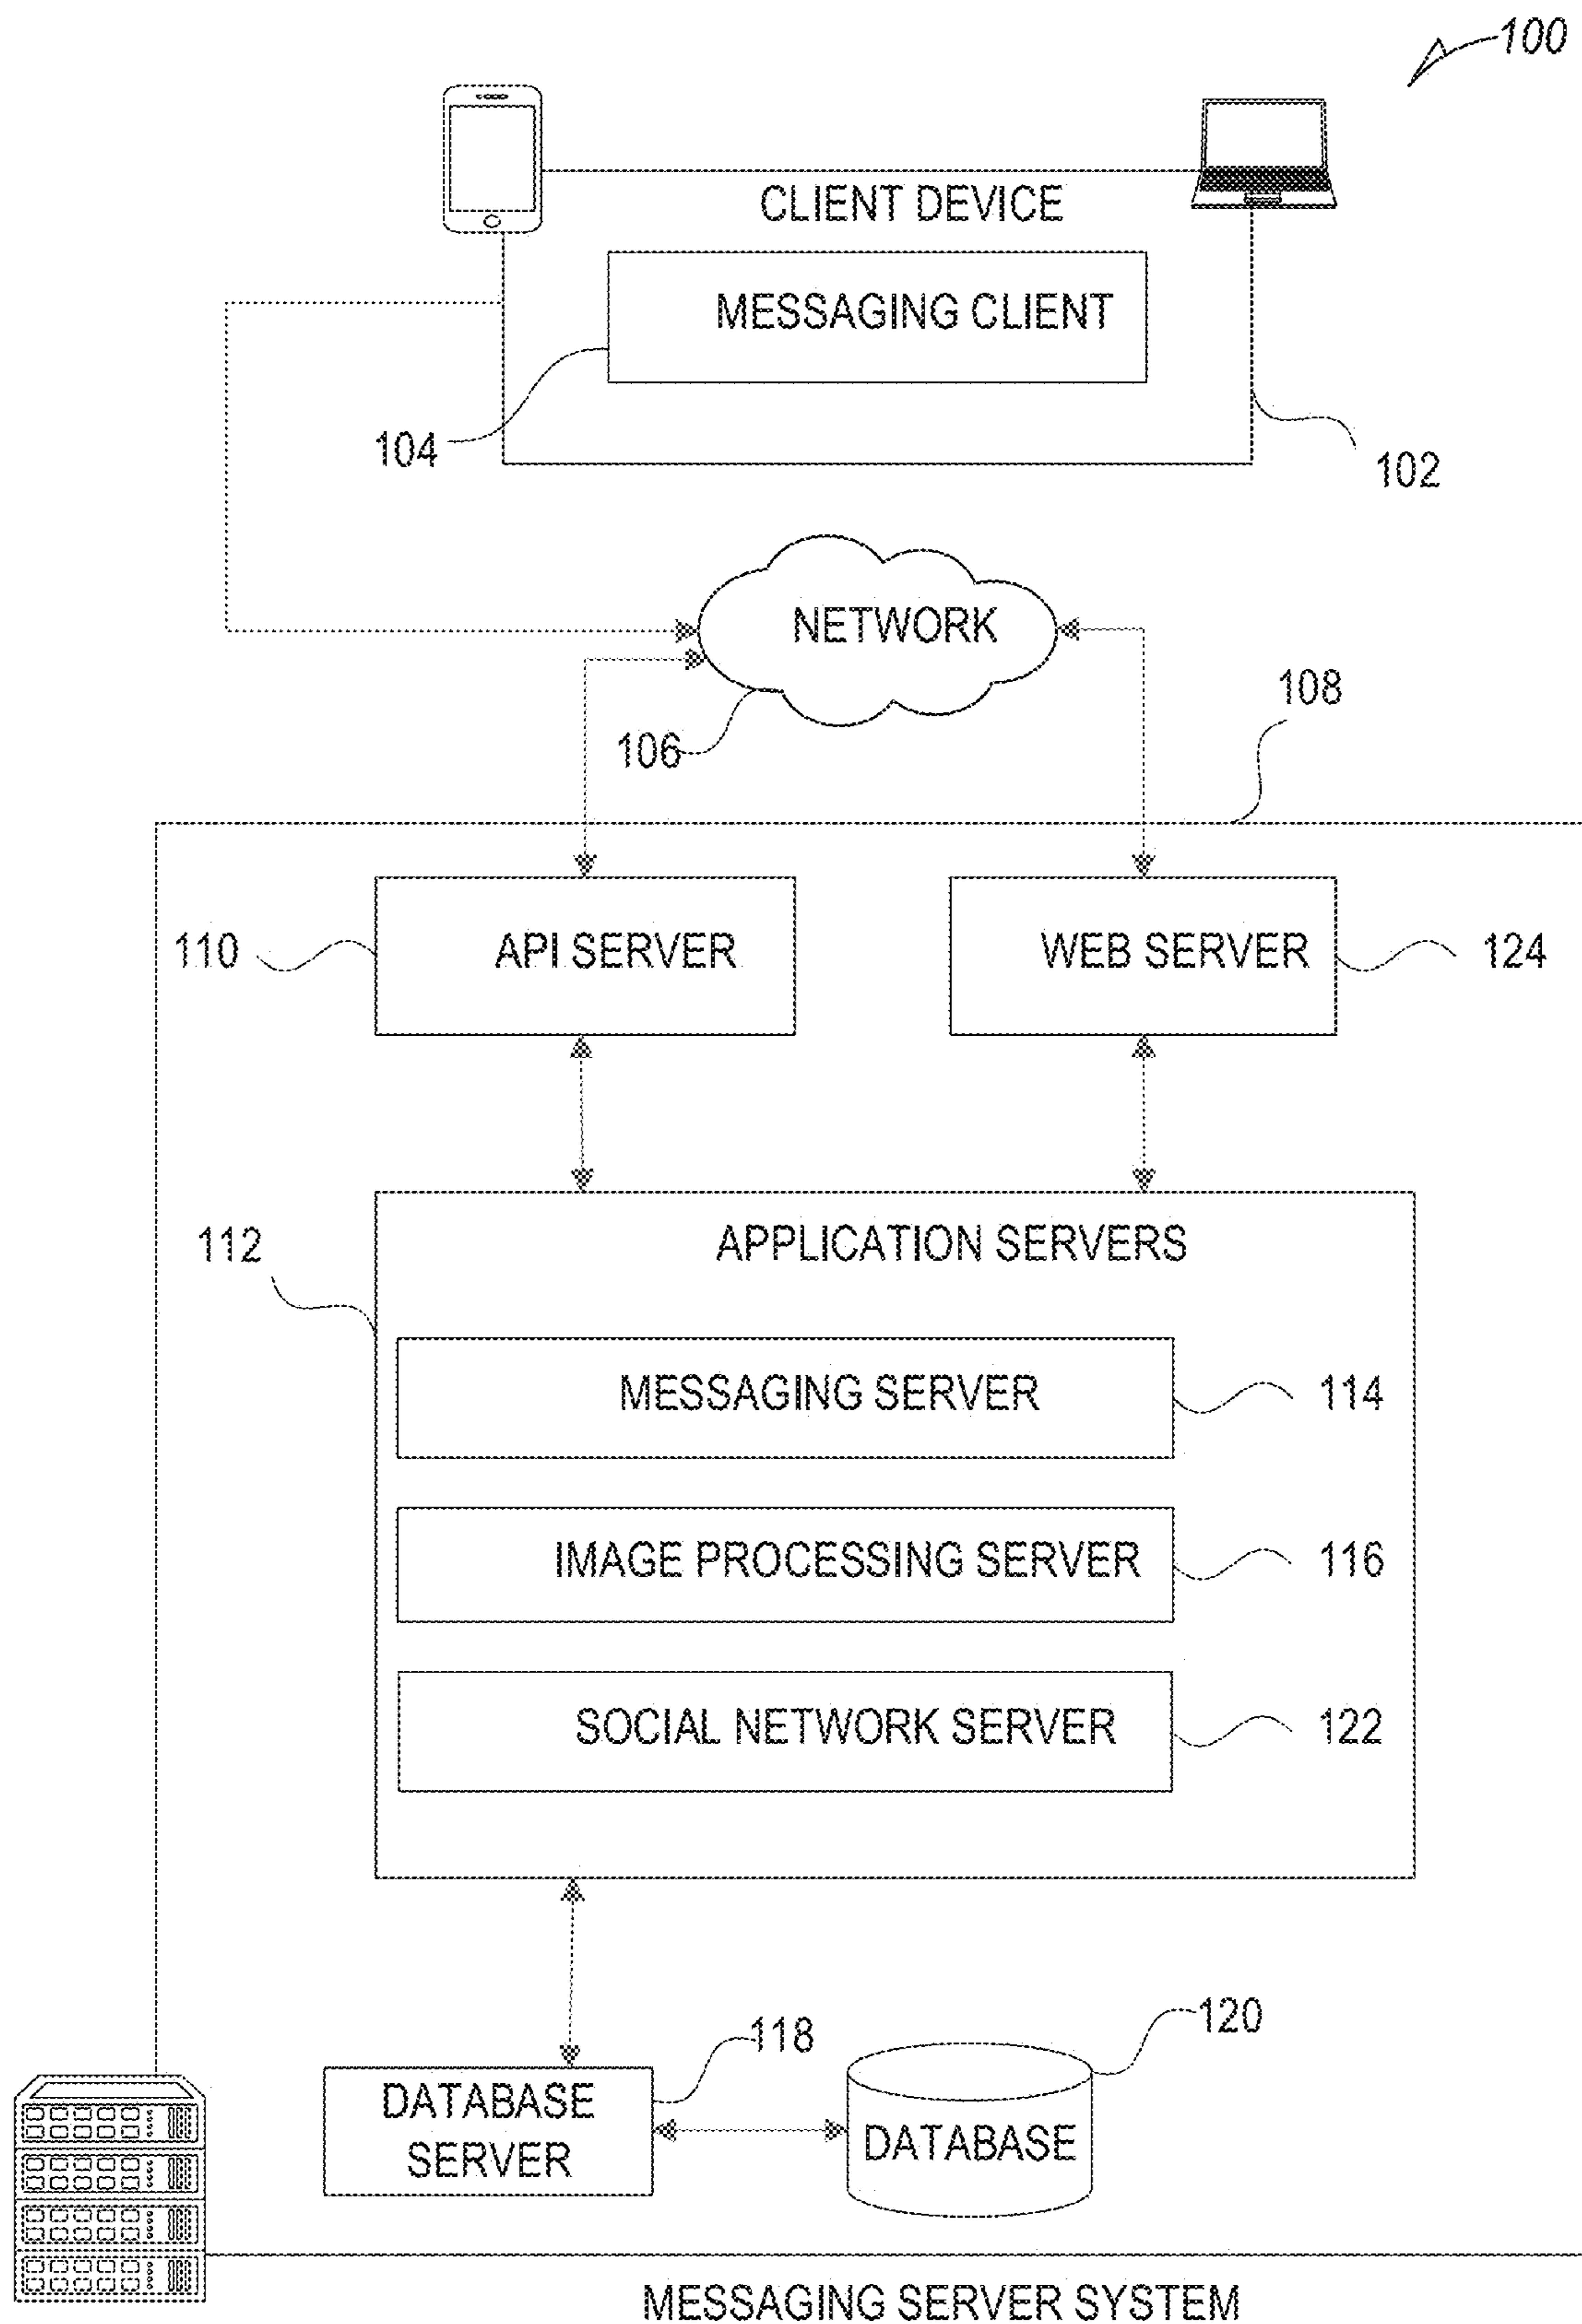 100
CLIENT DEVICE
MESSAGING CLIENT
104
102
NETWORK
106
108
110
API SERVER
WEB SERVER
124
112
APPLICATION SERVERS
MESSAGING SERVER
114
IMAGE PROCESSING SERVER
116
SOCIAL NETWORK SERVER
122
118
120
DATABASE
SERVER
DATABASE
MESSAGING SERVER SYSTEM